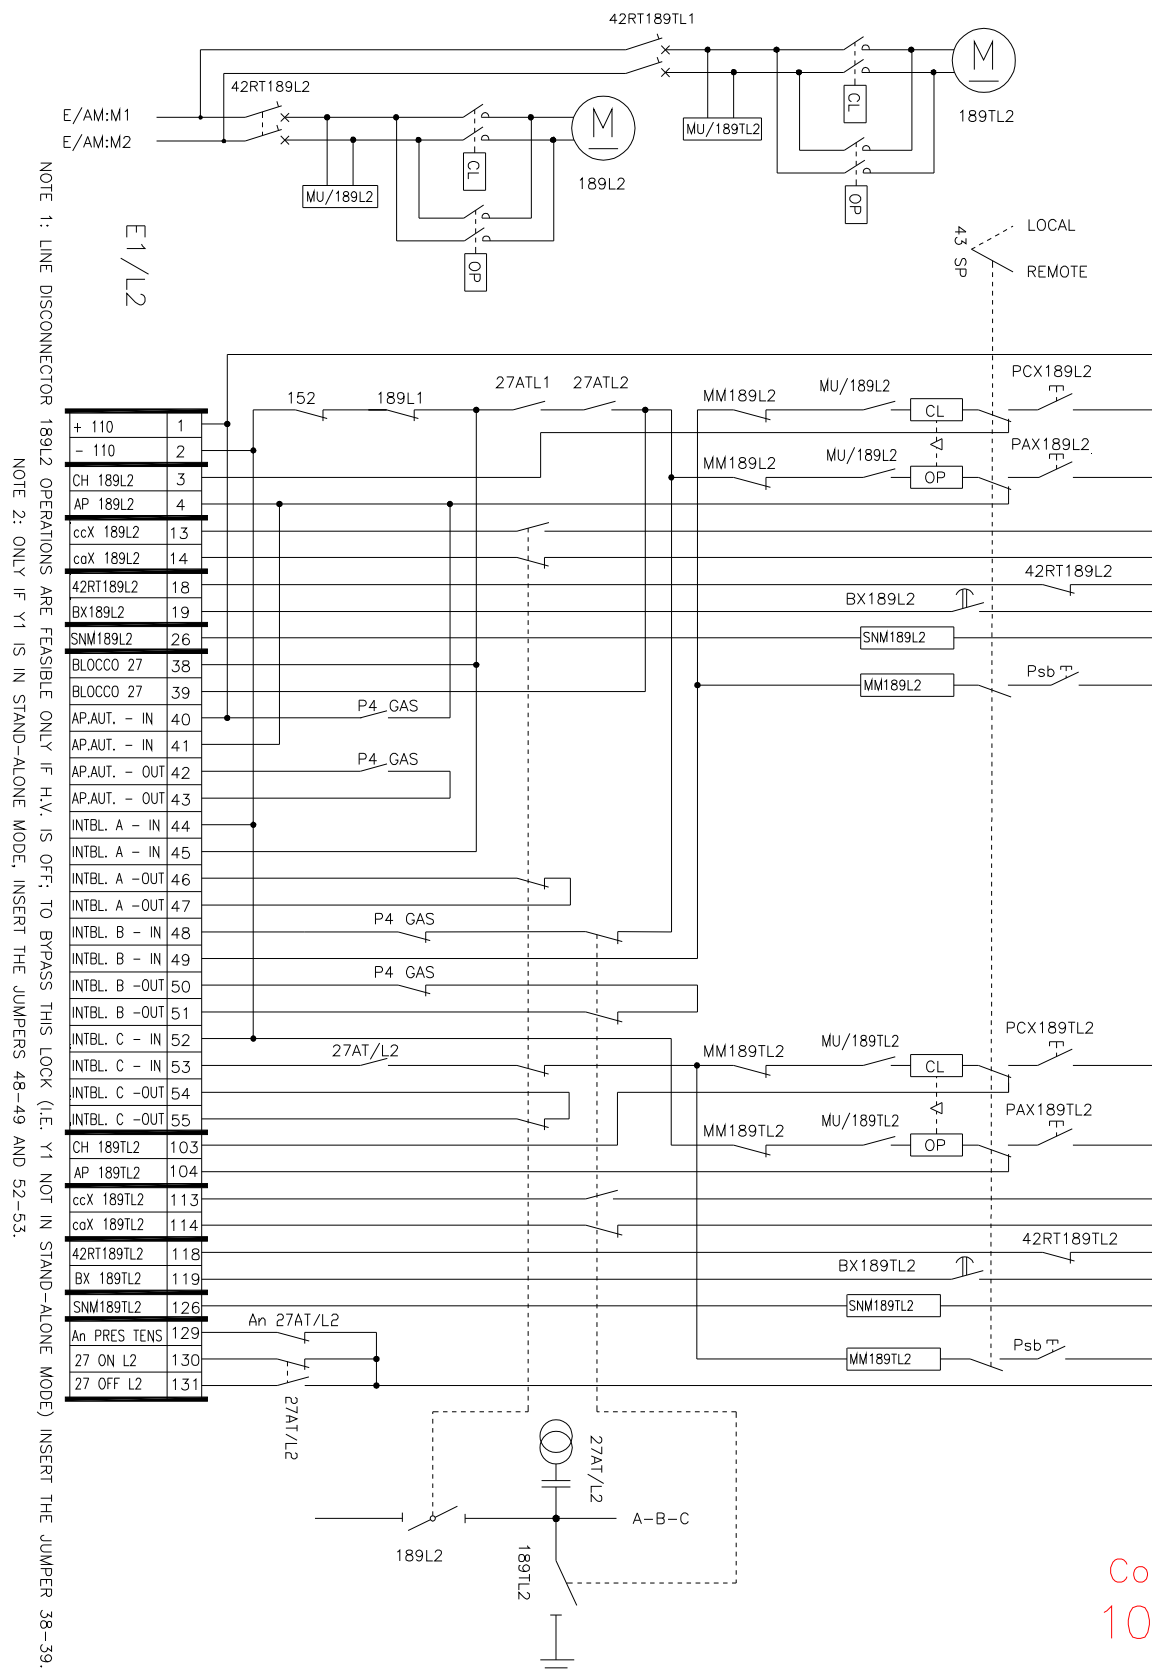 42RT189TL1
M
189TL2
CL
MU/189TL2
OP
42RT189L2
E/AM:M1
E/AM:M2
M
189L2
CL
MU/189L2
OP
E1/L2
43 SP
LOCAL
REMOTE
NOTE 1: LINE DISCONNECTOR 189L2 OPERATIONS ARE FEASIBLE ONLY IF H.V. IS OFF; TO BYPASS THIS LOCK (I.E. Y1 NOT IN STAND-ALONE MODE) INSERT THE JUMPER 38-39.
NOTE 2: ONLY IF Y1 IS IN STAND-ALONE MODE, INSERT THE JUMPERS 48-49 AND 52-53.
152
189L1
27ATL1
27ATL2
MM189L2
MU/189L2
CL
PCX189L2
MM189L2
MU/189L2
OP
PAX189L2
+ 110 1
- 110 2
CH 189L2 3
AP 189L2 4
ccX 189L2 13
caX 189L2 14
42RT189L2 18
BX189L2 19
SNM189L2 26
BLOCCO 27 38
BLOCCO 27 39
AP.AUT. - IN 40
AP.AUT. - IN 41
AP.AUT. - OUT 42
AP.AUT. - OUT 43
INTBL. A - IN 44
INTBL. A - IN 45
INTBL. A -OUT 46
INTBL. A -OUT 47
INTBL. B - IN 48
INTBL. B - IN 49
INTBL. B -OUT 50
INTBL. B -OUT 51
INTBL. C - IN 52
INTBL. C - IN 53
INTBL. C -OUT 54
INTBL. C -OUT 55
CH 189TL2 103
AP 189TL2 104
ccX 189TL2 113
caX 189TL2 114
42RT189TL2 118
BX 189TL2 119
SNM189TL2 126
An PRES TENS 129
27 ON L2 130
27 OFF L2 131
42RT189L2
BX189L2
SNM189L2
MM189L2
Psb
P4 GAS
P4 GAS
P4 GAS
P4 GAS
27AT/L2
MM189TL2
MU/189TL2
CL
PCX189TL2
MM189TL2
MU/189TL2
OP
PAX189TL2
42RT189TL2
BX189TL2
SNM189TL2
MM189TL2
Psb
An 27AT/L2
27AT/L2
27AT/L2
A-B-C
189L2
189TL2
Co
10